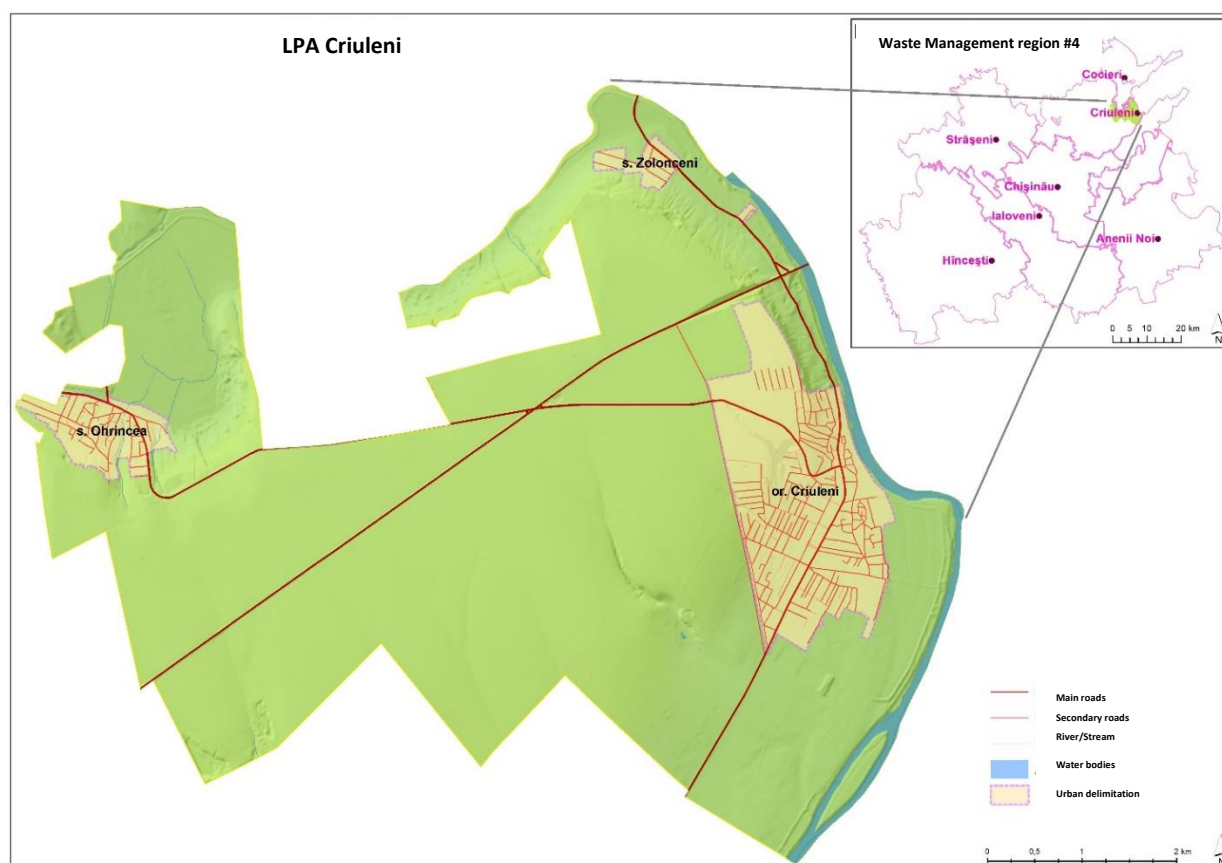 LPA Criuleni
Waste Management region #4
Cocieri
Criuleni
Strășeni
Chișinău
Ialoveni
Anenii Noi
Hîncești
0 5 10 20 km
N
s. Zolonceni
s. Ohrincea
or. Criuleni
Main roads
Secondary roads
River/Stream
Water bodies
Urban delimitation
N
0 0,5 1 2 km